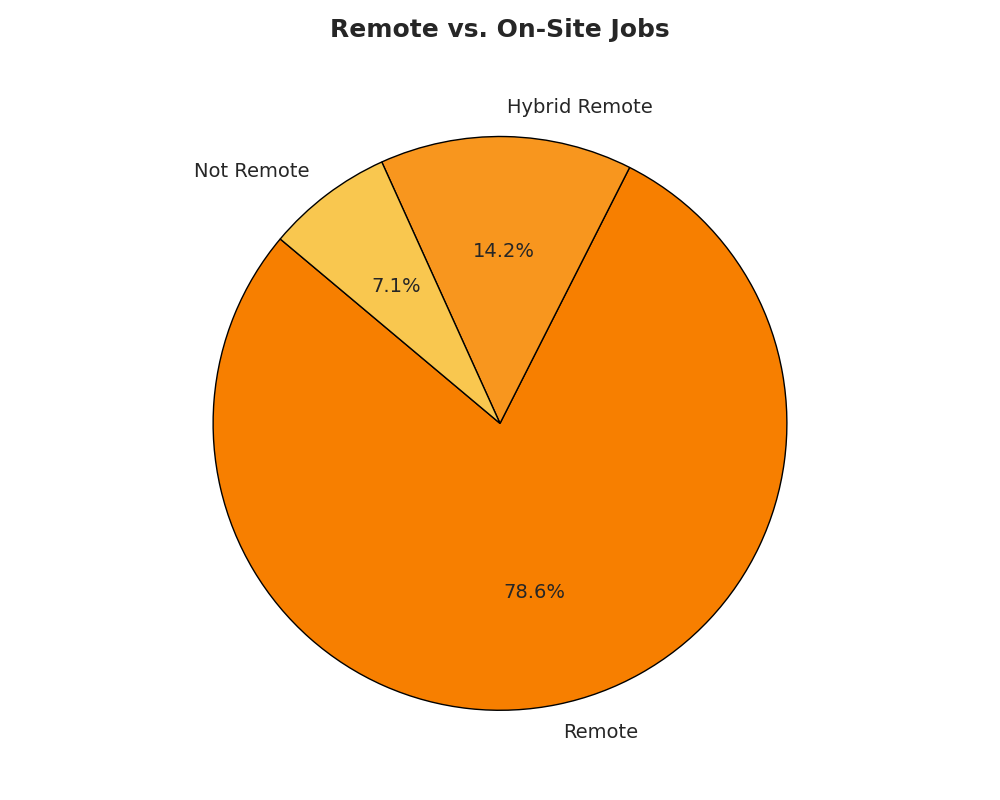 Remote vs. On-Site Jobs
Hybrid Remote
Not Remote
14.2%
7.1%
78.6%
Remote